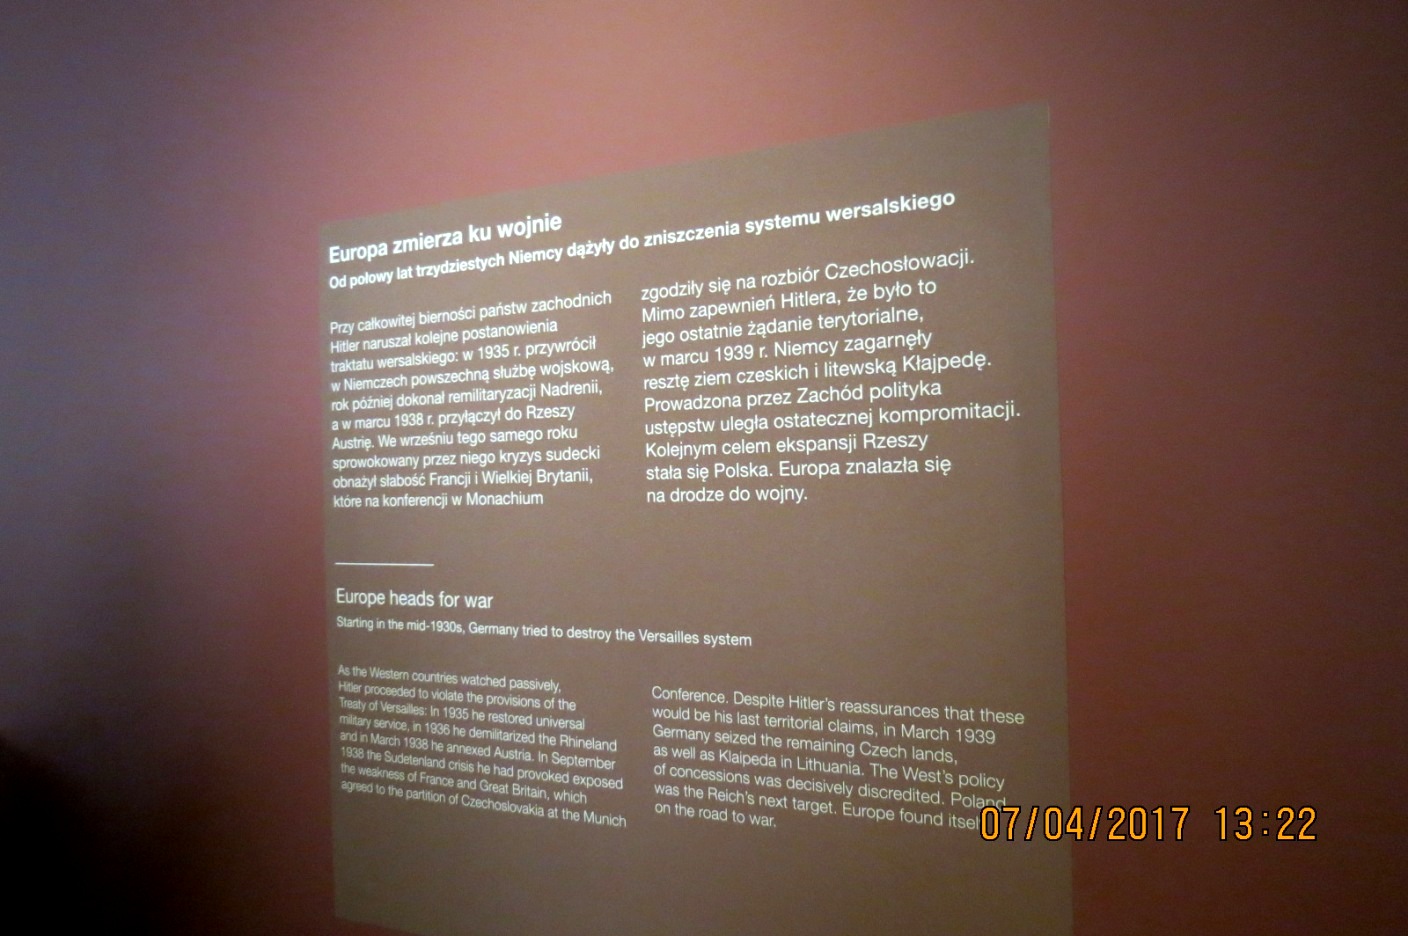 Europa zmierza ku wojnie
Od połowy lat trzydziestych Niemcy dążyły do zniszczenia systemu wersalskiego
Przy całkowitej bierności państw zachodnich
Hitler naruszał kolejne postanowienia
traktatu wersalskiego: w 1935 r. przywrócił
w Niemczech powszechną służbę wojskową,
rok później dokonał remilitaryzacji Nadrenii,
a w marcu 1938 r. przyłączył do Rzeszy
Austrię. We wrześniu tego samego roku
sprowokowany przez niego kryzys sudecki
obnażył słabość Francji i Wielkiej Brytanii,
które na konferencji w Monachium
zgodziły się na rozbiór Czechosłowacji.
Mimo zapewnień Hitlera, że było to
jego ostatnie żądanie terytorialne,
w marcu 1939 r. Niemcy zagarnęły
resztę ziem czeskich i litewską Kłajpedę.
Prowadzona przez Zachód polityka
ustępstw uległa ostatecznej kompromitacji.
Kolejnym celem ekspansji Rzeszy
stała się Polska. Europa znalazła się
na drodze do wojny.
Europe heads for war
Starting in the mid-1930s, Germany tried to destroy the Versailles system
As the Western countries watched passively,
Hitler proceeded to violate the provisions of the
Treaty of Versailles: In 1935 he restored universal
military service, in 1936 he demilitarized the Rhineland
and in March 1938 he annexed Austria. In September
1938 the Sudetenland crisis he had provoked exposed
the weakness of France and Great Britain, which
agreed to the partition of Czechoslovakia at the Munich
Conference. Despite Hitler's reassurances that these
would be his last territorial claims, in March 1939
Germany seized the remaining Czech lands,
as well as Klaipeda in Lithuania. The West's policy
of concessions was decisively discredited. Poland
was the Reich's next target. Europe found itself
on the road to war.
07/04/2017 13:22